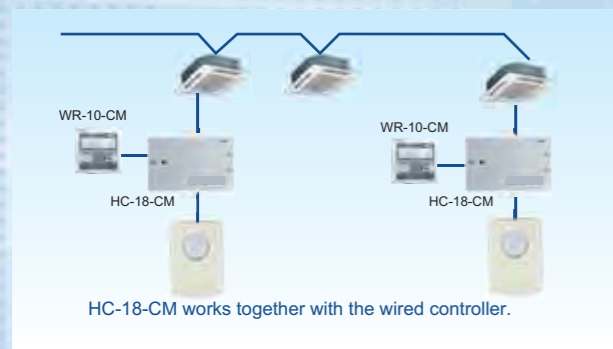 WR-10-CM
HC-18-CM
WR-10-CM
HC-18-CM
HC-18-CM works together with the wired controller.